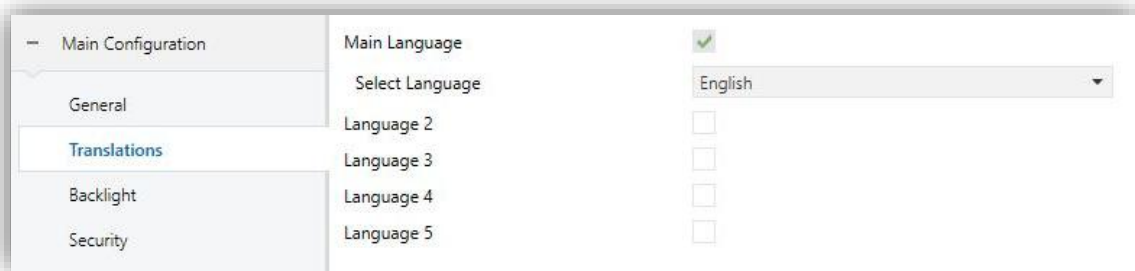 Main Configuration
General
Translations
Backlight
Security
Main Language
Select Language
English
Language 2
Language 3
Language 4
Language 5